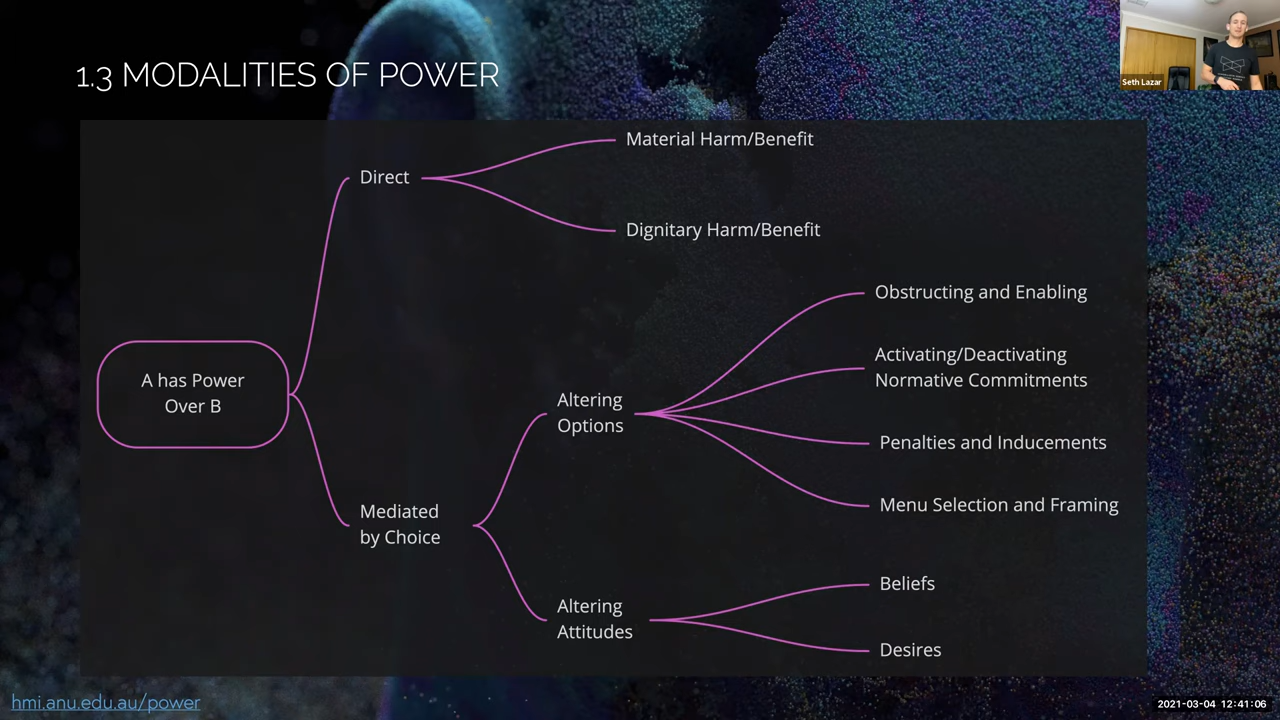 1.3 MODALITIES OF POWER
Seth Lazar
Material Harm/Benefit
Direct
Dignitary Harm/Benefit
Obstructing and Enabling
Activating/Deactivating
Normative Commitments
A has Power
Over B
Altering
Options
Penalties and Inducements
Menu Selection and Framing
Mediated
by Choice
Beliefs
Altering
Attitudes
Desires
hmi.anu.edu.au/power
2021-03-04 12:41:06